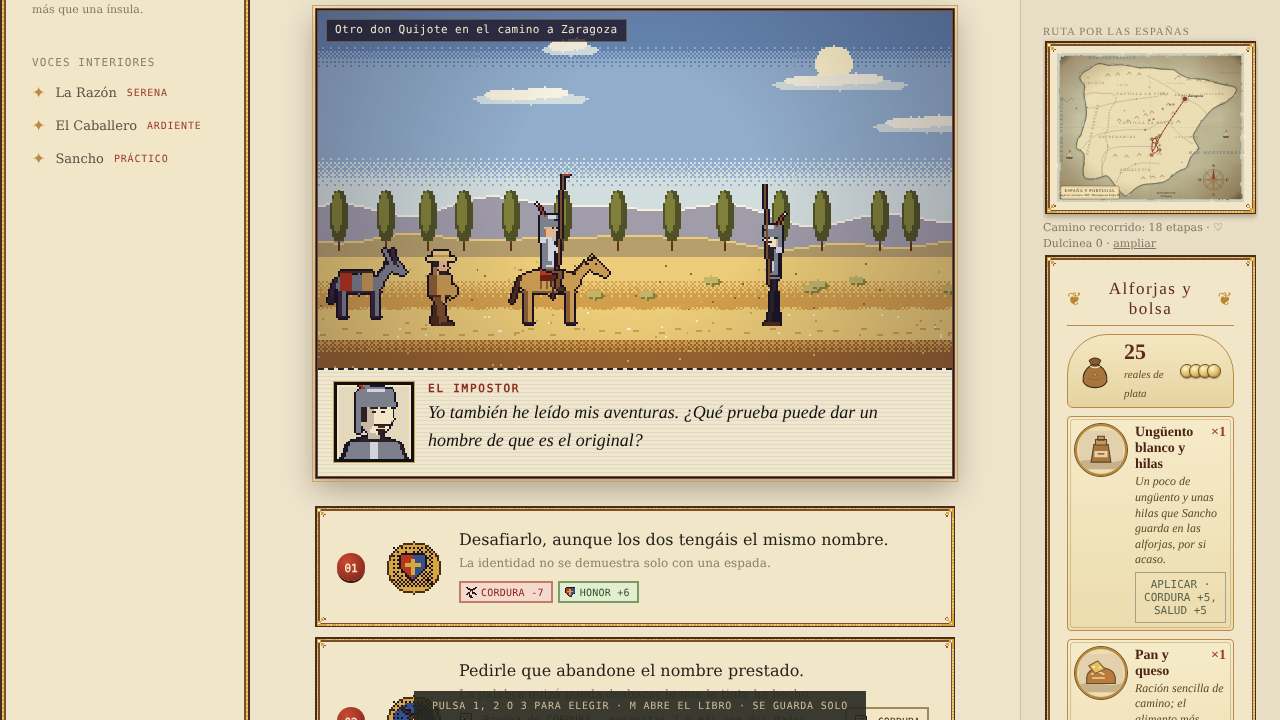 más que una ínsula.
VOCES INTERIORES
✦ La Razón SERENA
✦ El Caballero ARDIENTE
✦ Sancho PRÁCTICO
Otro don Quijote en el camino a Zaragoza
EL IMPOSTOR
Yo también he leído mis aventuras. ¿Qué prueba puede dar un
hombre de que es el original?
01
Desafiarlo, aunque los dos tengáis el mismo nombre.
La identidad no se demuestra solo con una espada.
CORDURA -7
HONOR +6
Pedirle que abandone el nombre prestado.
PULSA 1, 2 O 3 PARA ELEGIR · M ABRE EL LIBRO · SE GUARDA SOLO
RUTA POR LAS ESPAÑAS
ESPAÑA Y PORTUGAL
Camino recorrido: 18 etapas · ♡
Dulcinea 0 · ampliar
Alforjas y
bolsa
25
reales de
plata
Ungüento
blanco y
hilas
×1
Un poco de
ungüento y unas
hilas que Sancho
guarda en las
alforjas, por si
acaso.
APLICAR ·
CORDURA +5,
SALUD +5
Pan y
queso
×1
Ración sencilla de
camino; el